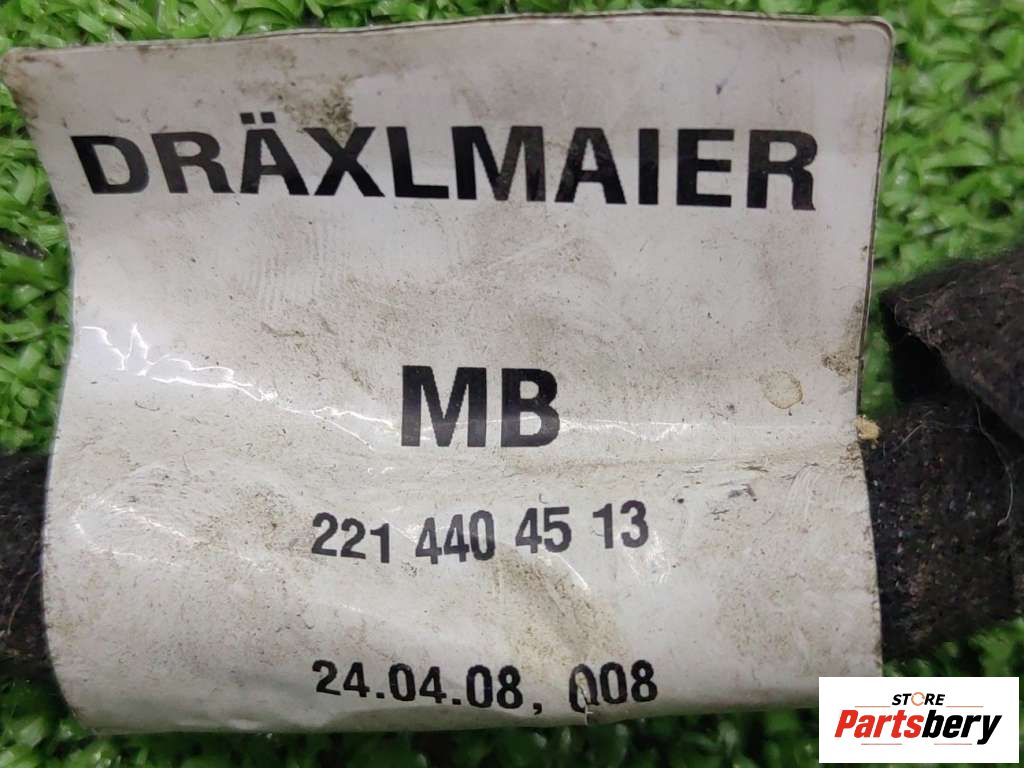 DRÄXLMAIER
MB
221 440 45 13
24.04.08, 008
STORE
Partsbery